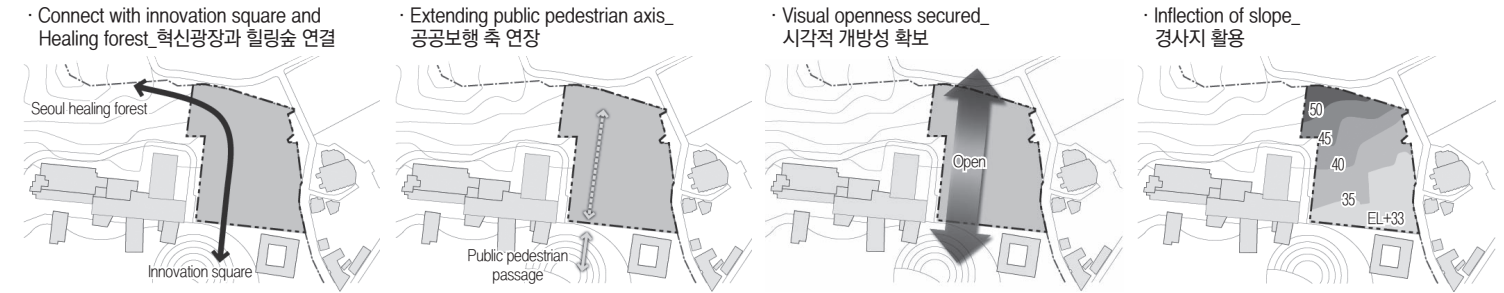 · Connect with innovation square and
Healing forest_혁신광장과 힐링숲 연결
Seoul healing forest
Innovation square
· Extending public pedestrian axis_
공공보행 축 연장
Public pedestrian
passage
· Visual openness secured_
시각적 개방성 확보
Open
· Inflection of slope_
경사지 활용
50
45
40
35
EL+33